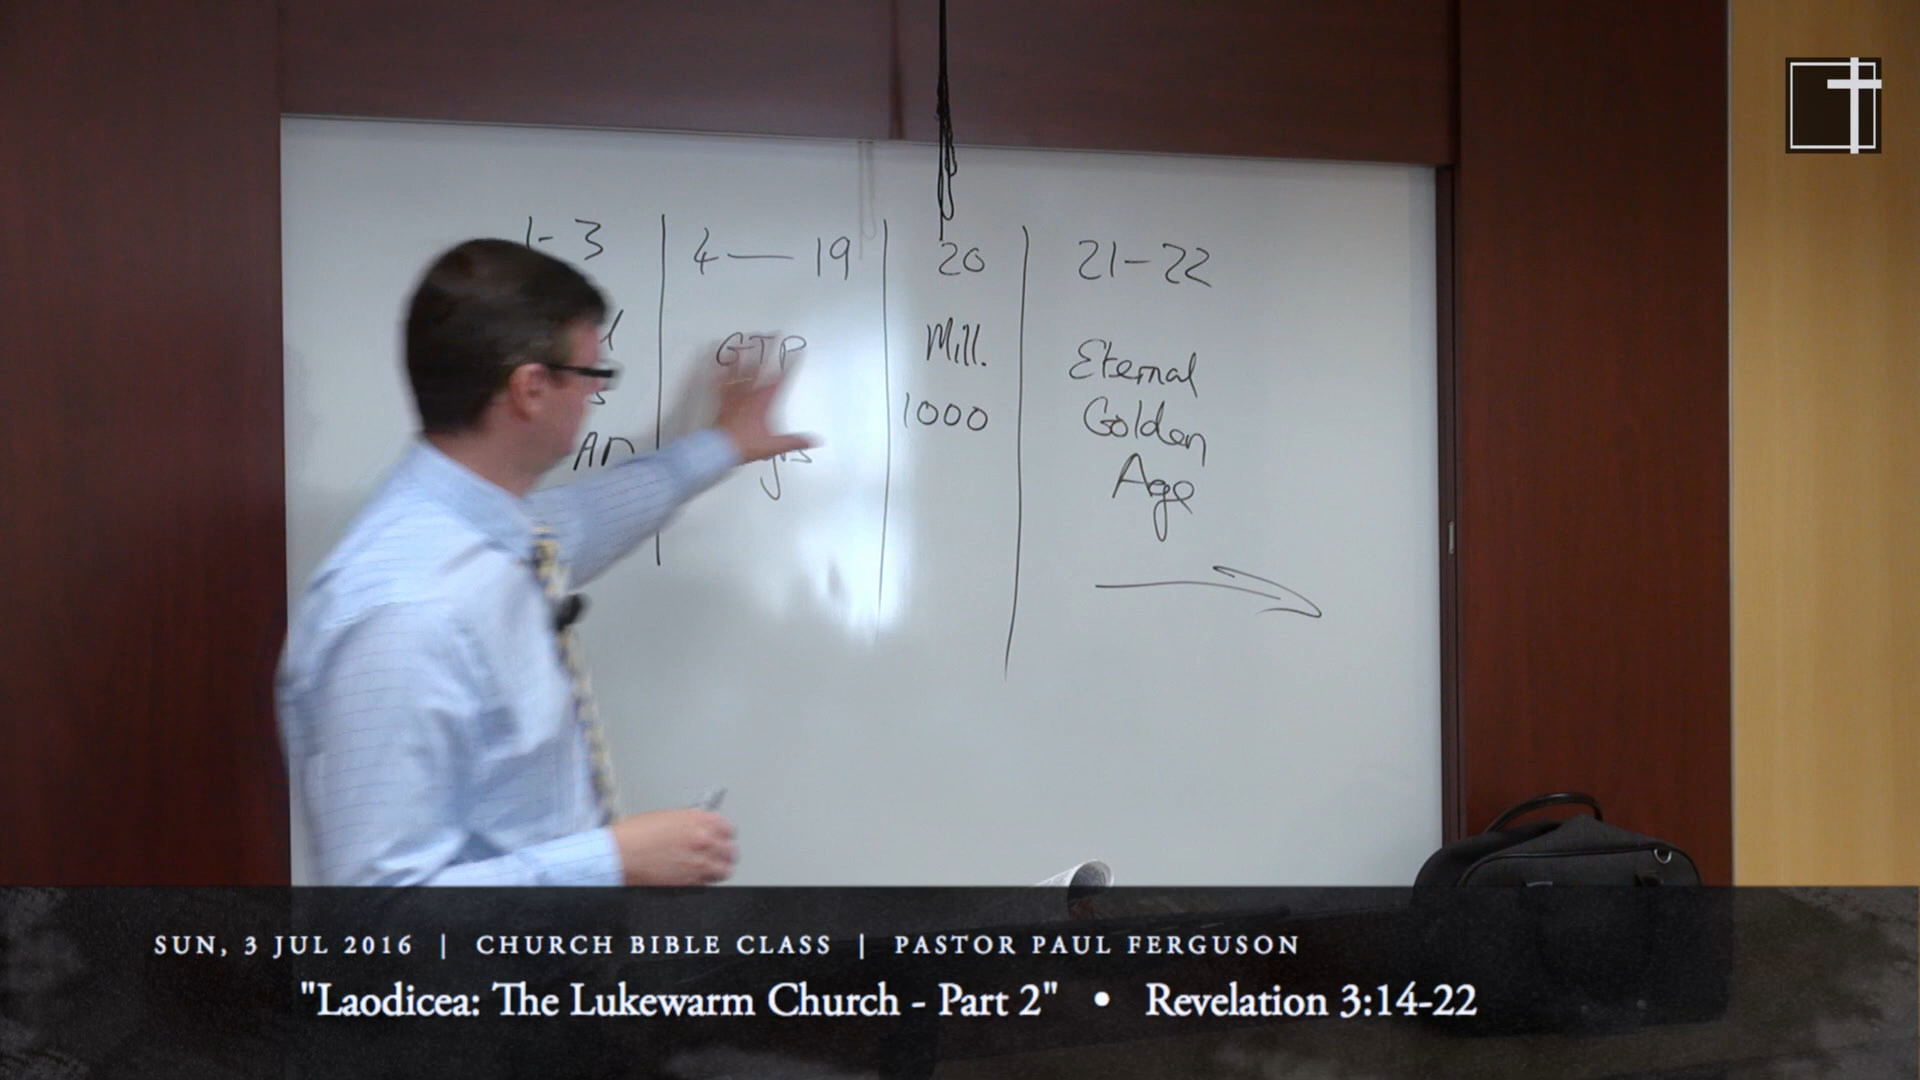 1-3 4 — 19 20 21-22
GTP Mill. Eternal
1000 Golden
AD Age
SUN, 3 JUL 2016 | CHURCH BIBLE CLASS | PASTOR PAUL FERGUSON
"Laodicea: The Lukewarm Church - Part 2" • Revelation 3:14-22